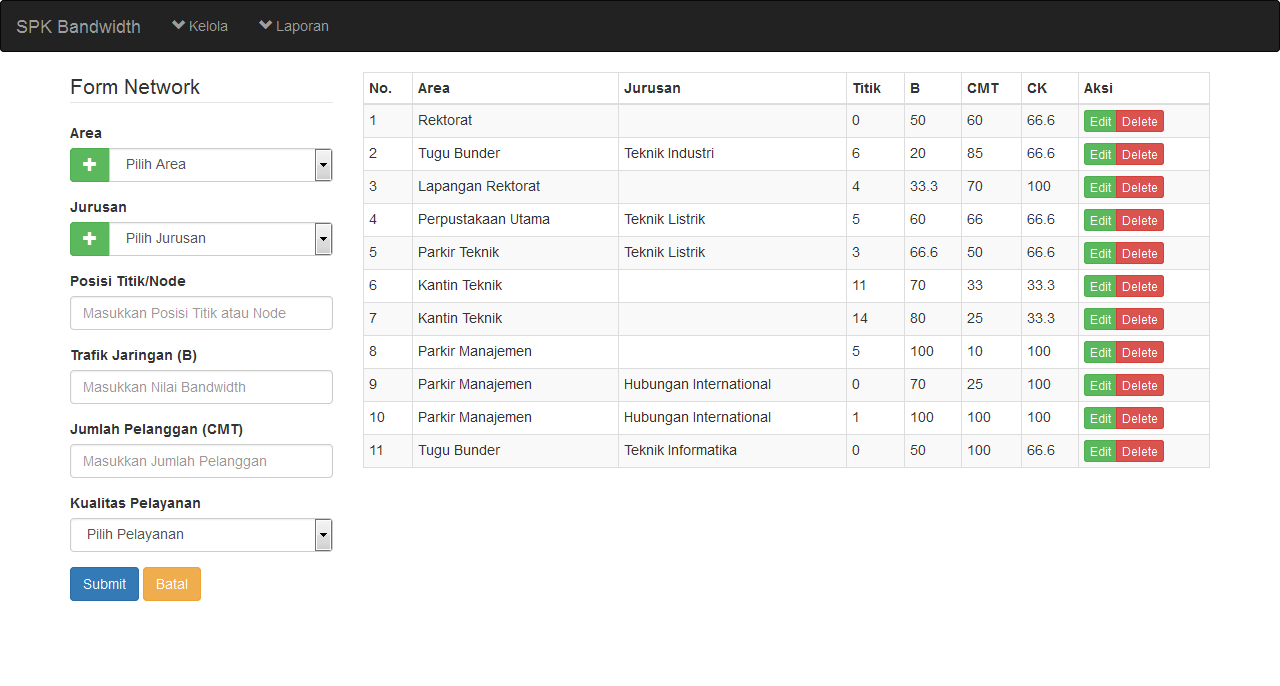 SPK Bandwidth Kelola Laporan
Form Network
Area
Pilih Area
Jurusan
Pilih Jurusan
Posisi Titik/Node
Masukkan Posisi Titik atau Node
Trafik Jaringan (B)
Masukkan Nilai Bandwidth
Jumlah Pelanggan (CMT)
Masukkan Jumlah Pelanggan
Kualitas Pelayanan
Pilih Pelayanan
Submit Batal
No. Area Jurusan Titik B CMT CK Aksi
1 Rektorat 0 50 60 66.6 Edit Delete
2 Tugu Bunder Teknik Industri 6 20 85 66.6 Edit Delete
3 Lapangan Rektorat 4 33.3 70 100 Edit Delete
4 Perpustakaan Utama Teknik Listrik 5 60 66 66.6 Edit Delete
5 Parkir Teknik Teknik Listrik 3 66.6 50 66.6 Edit Delete
6 Kantin Teknik 11 70 33 33.3 Edit Delete
7 Kantin Teknik 14 80 25 33.3 Edit Delete
8 Parkir Manajemen 5 100 10 100 Edit Delete
9 Parkir Manajemen Hubungan International 0 70 25 100 Edit Delete
10 Parkir Manajemen Hubungan International 1 100 100 100 Edit Delete
11 Tugu Bunder Teknik Informatika 0 50 100 66.6 Edit Delete